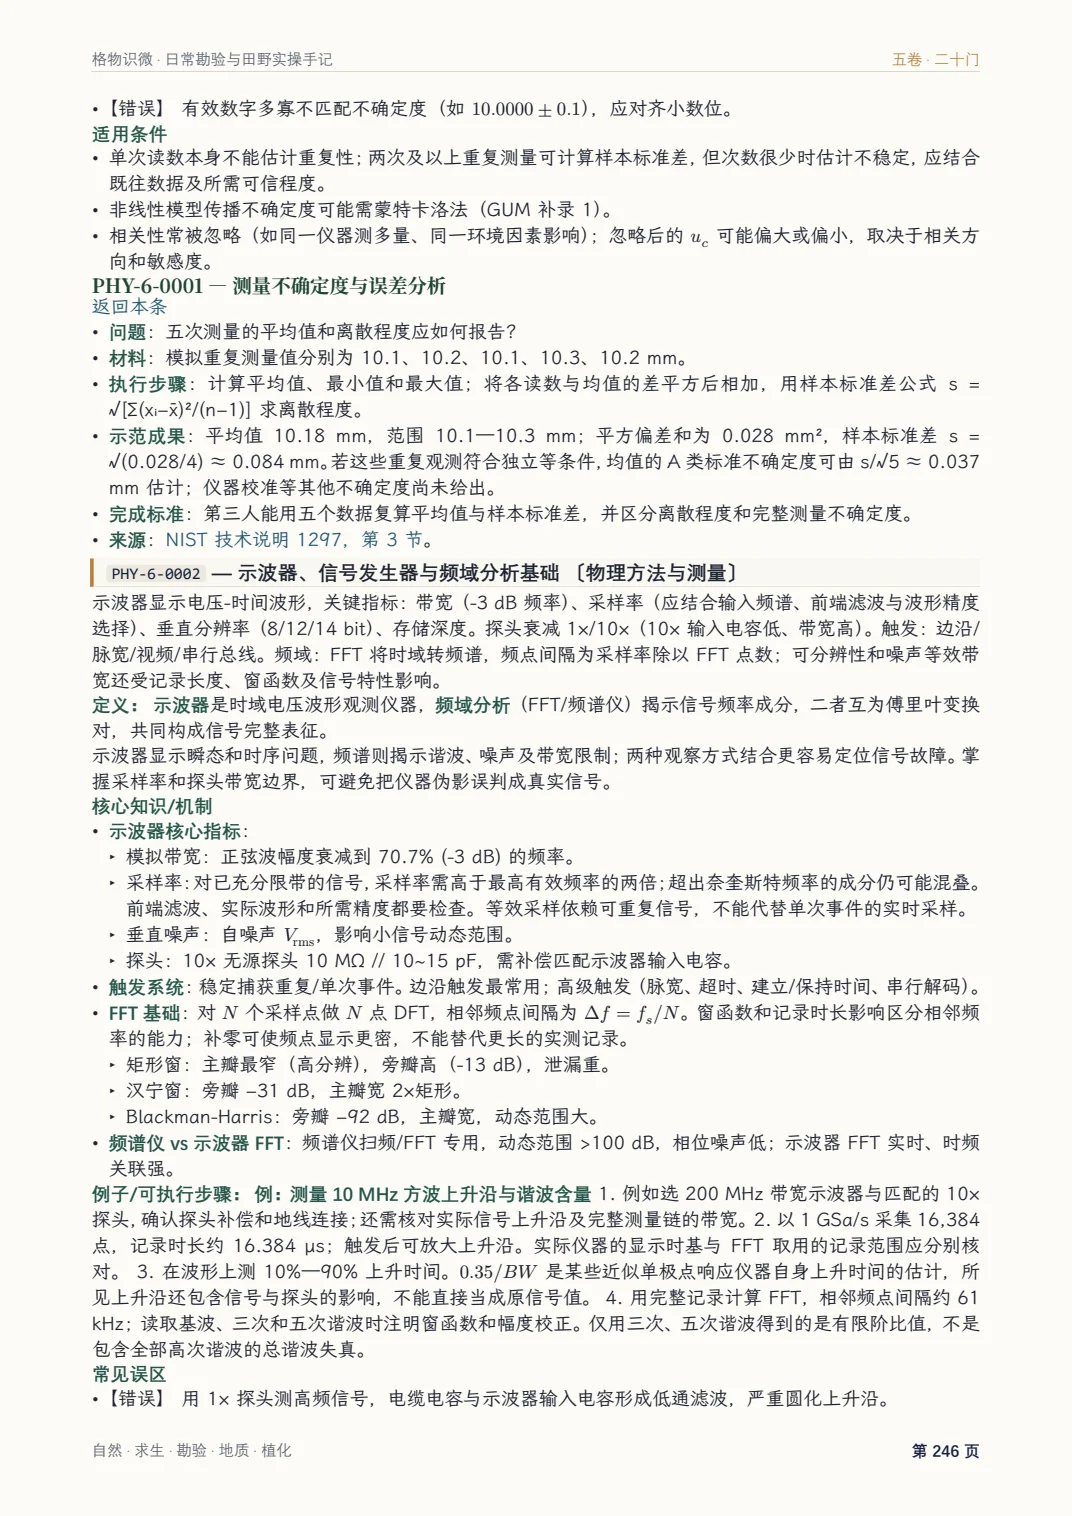 格物识微 · 日常勘验与田野实操手记
五卷 · 二十门
• 【错误】 有效数字多寡不匹配不确定度（如 10.0000 ± 0.1），应对齐小数位。
适用条件
• 单次读数本身不能估计重复性；两次及以上重复测量可计算样本标准差，但次数很少时估计不稳定，应结合
既往数据及所需可信程度。
• 非线性模型传播不确定度可能需蒙特卡洛法（GUM 补录 1）。
• 相关性常被忽略（如同一仪器测多量、同一环境因素影响）；忽略后的 u_c 可能偏大或偏小，取决于相关方
向和敏感度。
PHY-6-0001 — 测量不确定度与误差分析
返回本条
• 问题：五次测量的平均值和离散程度应如何报告？
• 材料：模拟重复测量值分别为 10.1、10.2、10.1、10.3、10.2 mm。
• 执行步骤：计算平均值、最小值和最大值；将各读数与均值的差平方后相加，用样本标准差公式 s =
√[Σ(xᵢ−x̄)²/(n−1)] 求离散程度。
• 示范成果：平均值 10.18 mm，范围 10.1—10.3 mm；平方偏差和为 0.028 mm²，样本标准差 s =
√(0.028/4) ≈ 0.084 mm。若这些重复观测符合独立等条件，均值的 A 类标准不确定度可由 s/√5 ≈ 0.037
mm 估计；仪器校准等其他不确定度尚未给出。
• 完成标准：第三人能用五个数据复算平均值与样本标准差，并区分离散程度和完整测量不确定度。
• 来源：NIST 技术说明 1297，第 3 节。
PHY-6-0002 — 示波器、信号发生器与频域分析基础 〔物理方法与测量〕
示波器显示电压-时间波形，关键指标：带宽（-3 dB 频率）、采样率（应结合输入频谱、前端滤波与波形精度
选择）、垂直分辨率（8/12/14 bit）、存储深度。探头衰减 1×/10×（10× 输入电容低、带宽高）。触发：边沿/
脉宽/视频/串行总线。频域：FFT 将时域转频谱，频点间隔为采样率除以 FFT 点数；可分辨性和噪声等效带
宽还受记录长度、窗函数及信号特性影响。
定义： 示波器是时域电压波形观测仪器，频域分析（FFT/频谱仪）揭示信号频率成分，二者互为傅里叶变换
对，共同构成信号完整表征。
示波器显示瞬态和时序问题，频谱则揭示谐波、噪声及带宽限制；两种观察方式结合更容易定位信号故障。掌
握采样率和探头带宽边界，可避免把仪器伪影误判成真实信号。
核心知识/机制
• 示波器核心指标：
‣ 模拟带宽：正弦波幅度衰减到 70.7% (-3 dB) 的频率。
‣ 采样率：对已充分限带的信号，采样率需高于最高有效频率的两倍；超出奈奎斯特频率的成分仍可能混叠。
前端滤波、实际波形和所需精度都要检查。等效采样依赖可重复信号，不能代替单次事件的实时采样。
‣ 垂直噪声：自噪声 V_rms，影响小信号动态范围。
‣ 探头：10× 无源探头 10 MΩ // 10~15 pF，需补偿匹配示波器输入电容。
• 触发系统：稳定捕获重复/单次事件。边沿触发最常用；高级触发（脉宽、超时、建立/保持时间、串行解码）。
• FFT 基础：对 N 个采样点做 N 点 DFT，相邻频点间隔为 Δf = f_s/N。窗函数和记录时长影响区分相邻频
率的能力；补零可使频点显示更密，不能替代更长的实测记录。
‣ 矩形窗：主瓣最窄（高分辨），旁瓣高（-13 dB），泄漏重。
‣ 汉宁窗：旁瓣 −31 dB，主瓣宽 2×矩形。
‣ Blackman-Harris：旁瓣 −92 dB，主瓣宽，动态范围大。
• 频谱仪 vs 示波器 FFT：频谱仪扫频/FFT 专用，动态范围 >100 dB，相位噪声低；示波器 FFT 实时、时频
关联强。
例子/可执行步骤： 例：测量 10 MHz 方波上升沿与谐波含量 1. 例如选 200 MHz 带宽示波器与匹配的 10×
探头，确认探头补偿和地线连接；还需核对实际信号上升沿及完整测量链的带宽。2. 以 1 GSa/s 采集 16,384
点，记录时长约 16.384 μs；触发后可放大上升沿。实际仪器的显示时基与 FFT 取用的记录范围应分别核
对。 3. 在波形上测 10%—90% 上升时间。0.35/BW 是某些近似单极点响应仪器自身上升时间的估计，所
见上升沿还包含信号与探头的影响，不能直接当成原信号值。 4. 用完整记录计算 FFT，相邻频点间隔约 61
kHz；读取基波、三次和五次谐波时注明窗函数和幅度校正。仅用三次、五次谐波得到的是有限阶比值，不是
包含全部高次谐波的总谐波失真。
常见误区
• 【错误】 用 1× 探头测高频信号，电缆电容与示波器输入电容形成低通滤波，严重圆化上升沿。
自然 · 求生 · 勘验 · 地质 · 植化
第 246 页